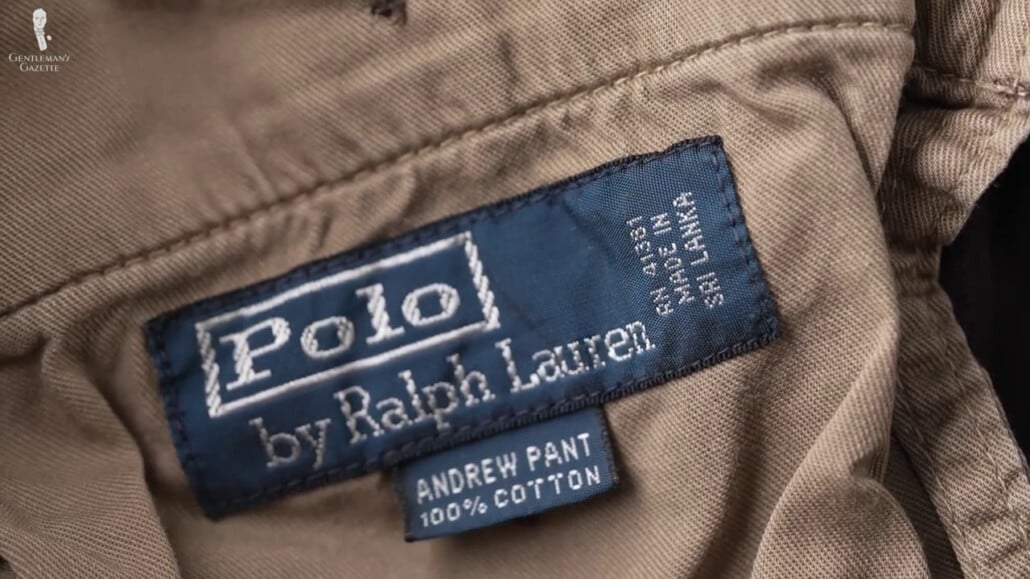 GENTLEMAN'S
GAZETTE
Polo
by Ralph Lauren
RN 41381
MADE IN
SRI LANKA
ANDREW PANT
100% COTTON